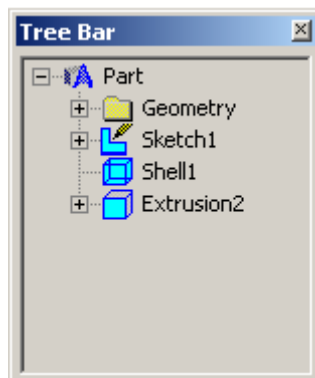 Tree Bar
Part
Geometry
Sketch1
Shell1
Extrusion2